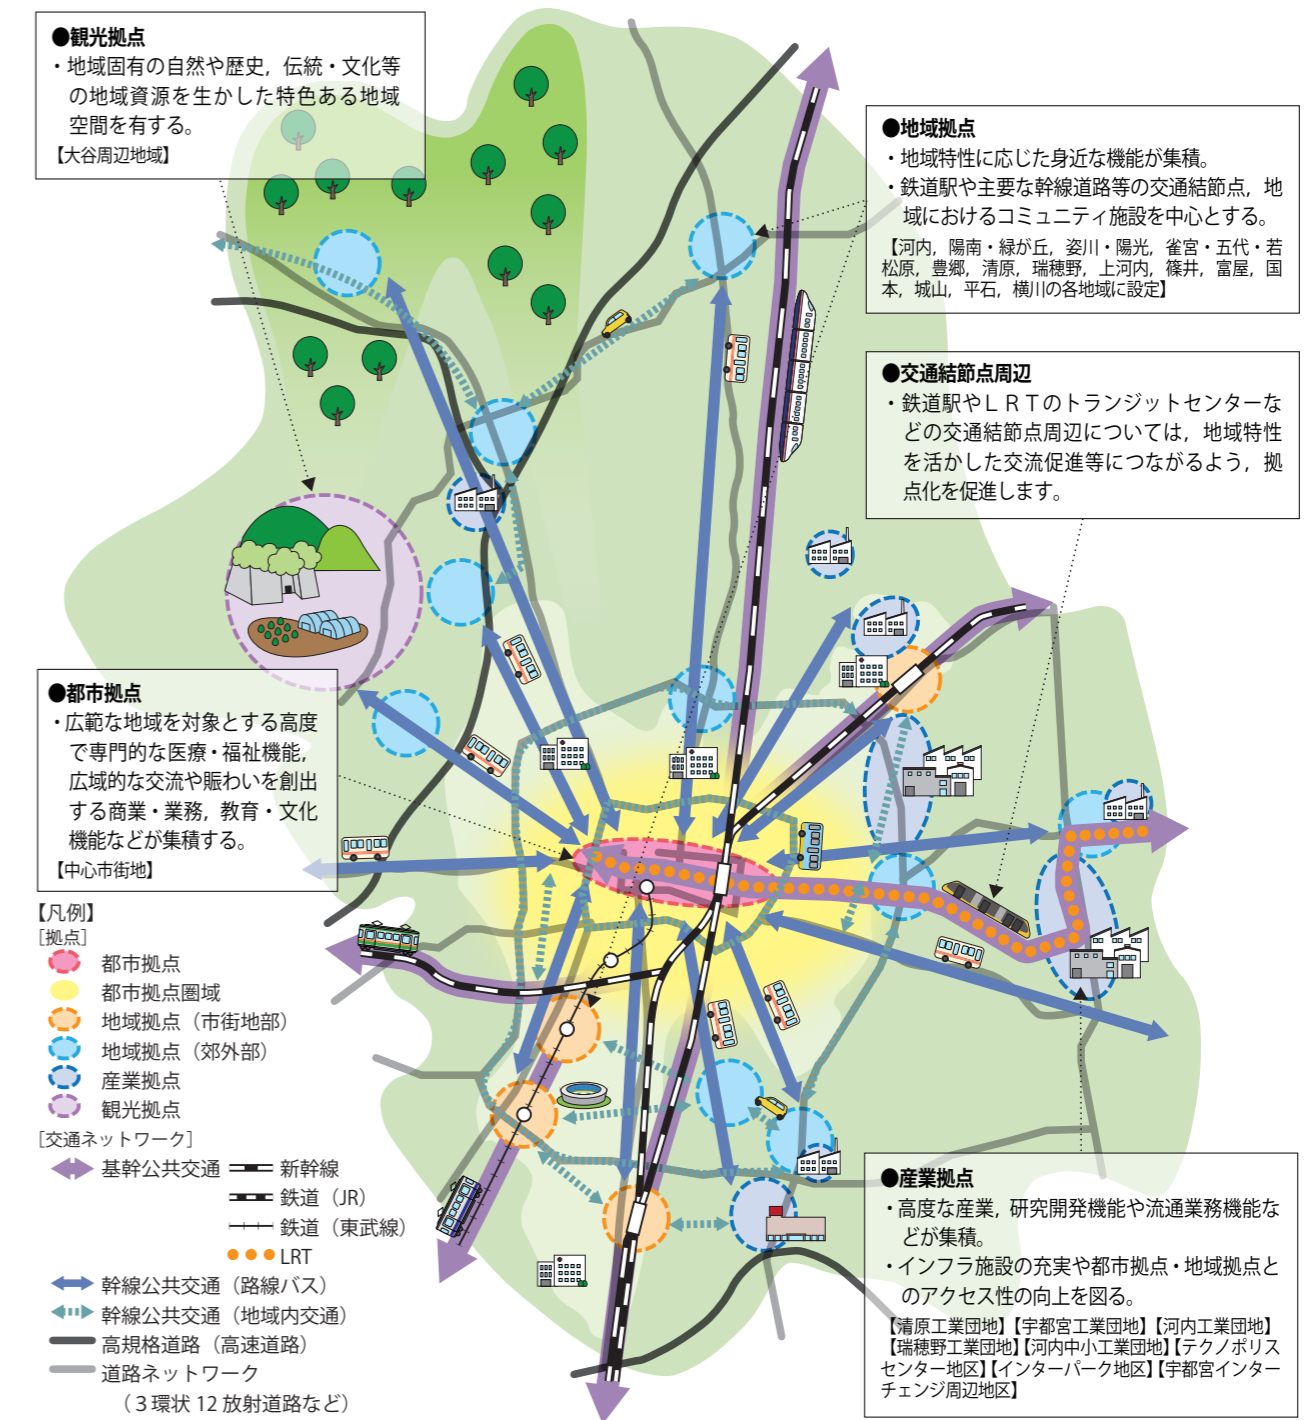 ●観光拠点
・地域固有の自然や歴史，伝統・文化等
の地域資源を生かした特色ある地域
空間を有する。
【大谷周辺地域】
●地域拠点
・地域特性に応じた身近な機能が集積。
・鉄道駅や主要な幹線道路等の交通結節点，地
域におけるコミュニティ施設を中心とする。
【河内，陽南・緑が丘，姿川・陽光，雀宮・五代・若
松原，豊郷，清原，瑞穂野，上河内，篠井，富屋，国
本，城山，平石，横川の各地域に設定】
●交通結節点周辺
・鉄道駅やＬＲＴのトランジットセンターな
どの交通結節点周辺については，地域特性
を活かした交流促進等につながるよう，拠
点化を促進します。
●都市拠点
・広範な地域を対象とする高度
で専門的な医療・福祉機能，
広域的な交流や賑わいを創出
する商業・業務，教育・文化
機能などが集積する。
【中心市街地】
【凡例】
［拠点］
都市拠点
都市拠点圏域
地域拠点（市街地部）
地域拠点（郊外部）
産業拠点
観光拠点
［交通ネットワーク］
基幹公共交通 新幹線
鉄道（JR）
鉄道（東武線）
LRT
幹線公共交通（路線バス）
幹線公共交通（地域内交通）
高規格道路（高速道路）
道路ネットワーク
（３環状 12 放射道路など）
●産業拠点
・高度な産業，研究開発機能や流通業務機能な
どが集積。
・インフラ施設の充実や都市拠点・地域拠点と
のアクセス性の向上を図る。
【清原工業団地】【宇都宮工業団地】【河内工業団地】
【瑞穂野工業団地】【河内中小工業団地】【テクノポリス
センター地区】【インターパーク地区】【宇都宮インター
チェンジ周辺地区】